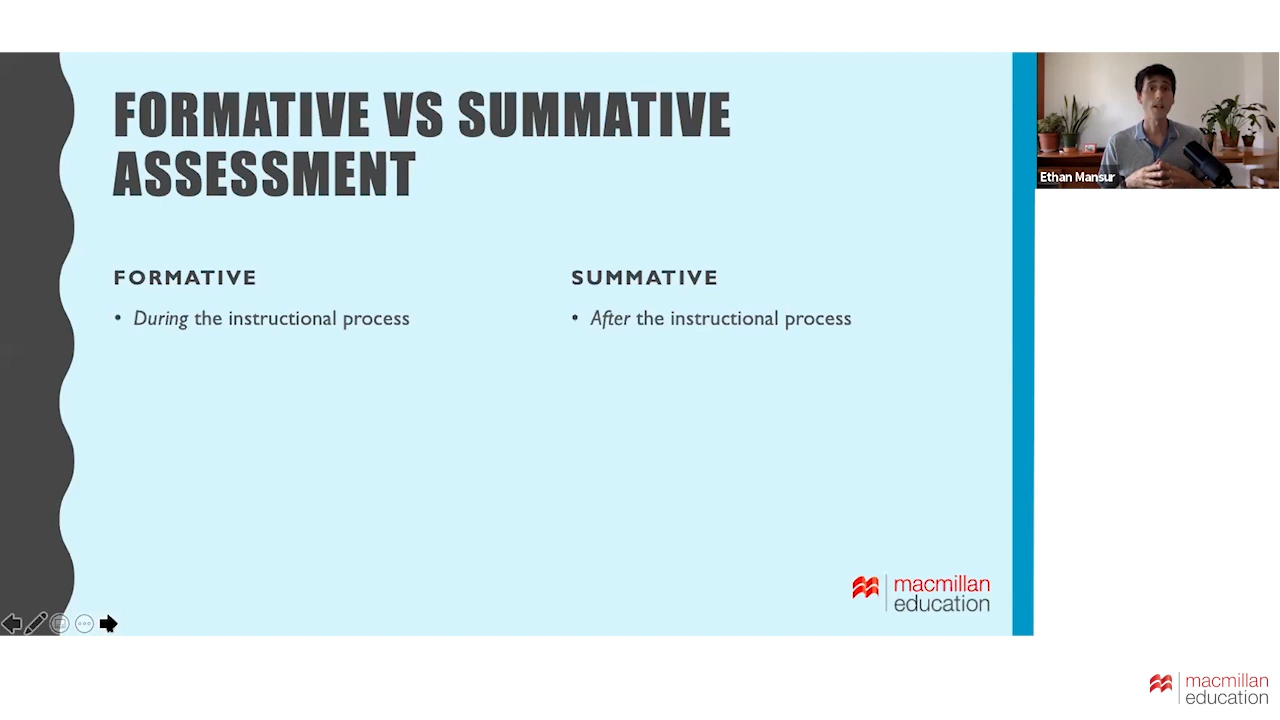 FORMATIVE VS SUMMATIVE
ASSESSMENT
FORMATIVE
• During the instructional process
SUMMATIVE
• After the instructional process
macmillan
education
Ethan Mansur
macmillan
education